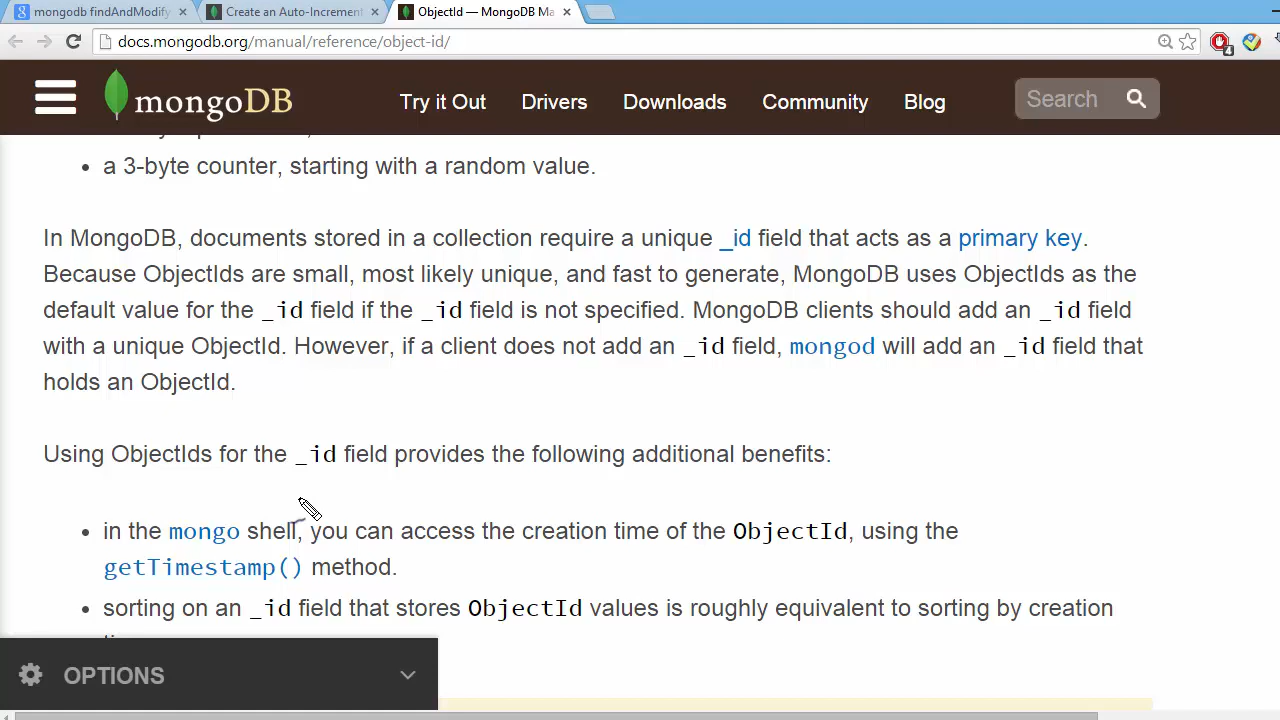 mongodb findAndModify
Create an Auto-Increment
ObjectId — MongoDB Ma
docs.mongodb.org/manual/reference/object-id/
4
mongoDB
Try it Out
Drivers
Downloads
Community
Blog
Search
• a 3-byte counter, starting with a random value.
In MongoDB, documents stored in a collection require a unique _id field that acts as a primary key.
Because ObjectIds are small, most likely unique, and fast to generate, MongoDB uses ObjectIds as the
default value for the _id field if the _id field is not specified. MongoDB clients should add an _id field
with a unique ObjectId. However, if a client does not add an _id field, mongod will add an _id field that
holds an ObjectId.
Using ObjectIds for the _id field provides the following additional benefits:
• in the mongo shell, you can access the creation time of the ObjectId, using the
getTimestamp() method.
• sorting on an _id field that stores ObjectId values is roughly equivalent to sorting by creation
OPTIONS